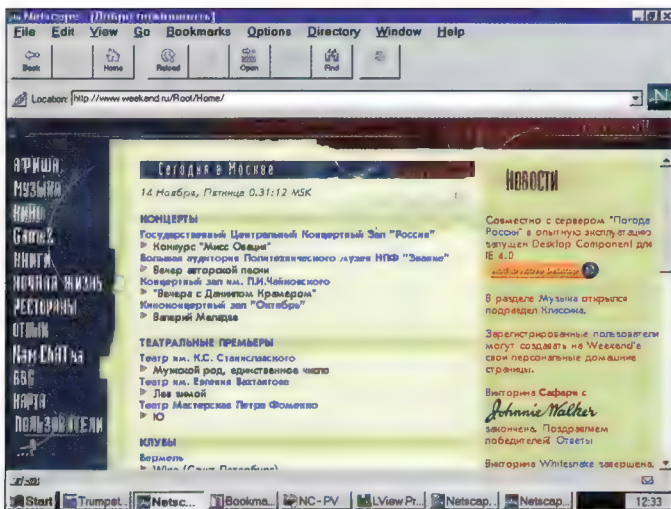 Netscape - [Добро пожаловать]
File Edit View Go Bookmarks Options Directory Window Help
Back Home Reload Open Find
Location: http://www.weekend.ru/Root/Home/
N
АФИША
МУЗЫКА
КИНО
GameZ
КНИГИ
НОЧНАЯ ЖИЗНЬ
РЕСТОРАНЫ
ОТДЫХ
BBC
КАРТА
ПОЛЬЗОВАТЕЛИ
...?
Сегодня в Москве
14 Ноября, Пятница 0.31:12 MSK
КОНЦЕРТЫ
Государственный Центральный Концертный Зал "Россия"
Конкурс "Мисс Овация"
Большая аудитория Политехнического музея НПФ "Знание"
Вечер авторской песни
Концертный зал им. П.И.Чайковского
"Вечера с Даниилом Крамером"
Киноконцертный зал "Октябрь"
Валерий Меладзе
ТЕАТРАЛЬНЫЕ ПРЕМЬЕРЫ
Театр им. К.С. Станиславского
Мужской род, единственное число
Театр им. Евгения Вахтангова
Лев зимой
Театр Мастерская Петра Фоменко
Ю
КЛУБЫ
Вермель
Wine (Санкт Петербург)
НОВОСТИ
Совместно с сервером "Погода
России" в опытную эксплуатацию
запущен Desktop Component для
IE 4.0
В разделе Музыка открылся
подраздел Классика.
Зарегистрированные пользователи
могут создавать на Weekend'е
свои персональные домашние
страницы.
Викторина Сафари с
Johnnie Walker
закончена. Поздравляем
победителей! Ответы
Викторина Whitesnake завершена.
Start Trumpet... Netsc... Bookma... NC - PV LView Pr... Netscap... Netscap... 12:33